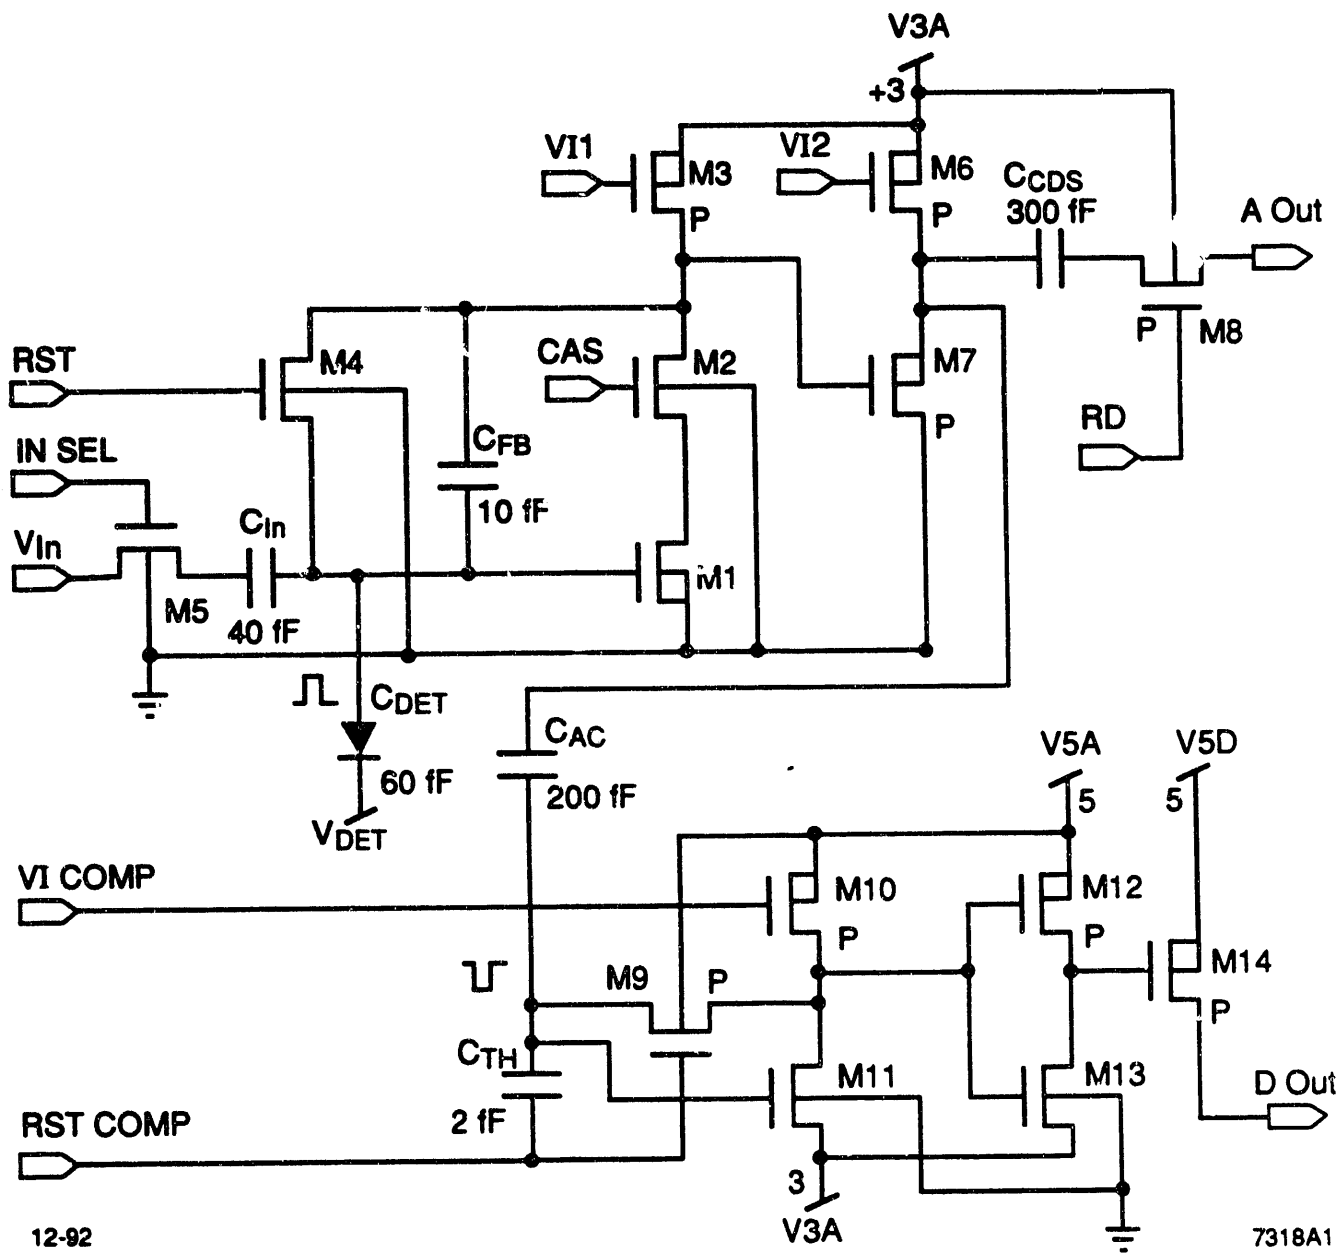 V3A
+3
VI1
M3
P
VI2
M6
P
CCDS
300 fF
A Out
P
M8
RST
M4
CAS
M2
M7
P
RD
IN SEL
CFB
10 fF
VIn
CIn
M5
40 fF
M1
CDET
60 fF
VDET
CAC
200 fF
V5A
5
V5D
5
VI COMP
M10
P
M12
P
M14
P
M9
P
CTH
2 fF
M11
M13
D Out
RST COMP
3
V3A
12-92
7318A1